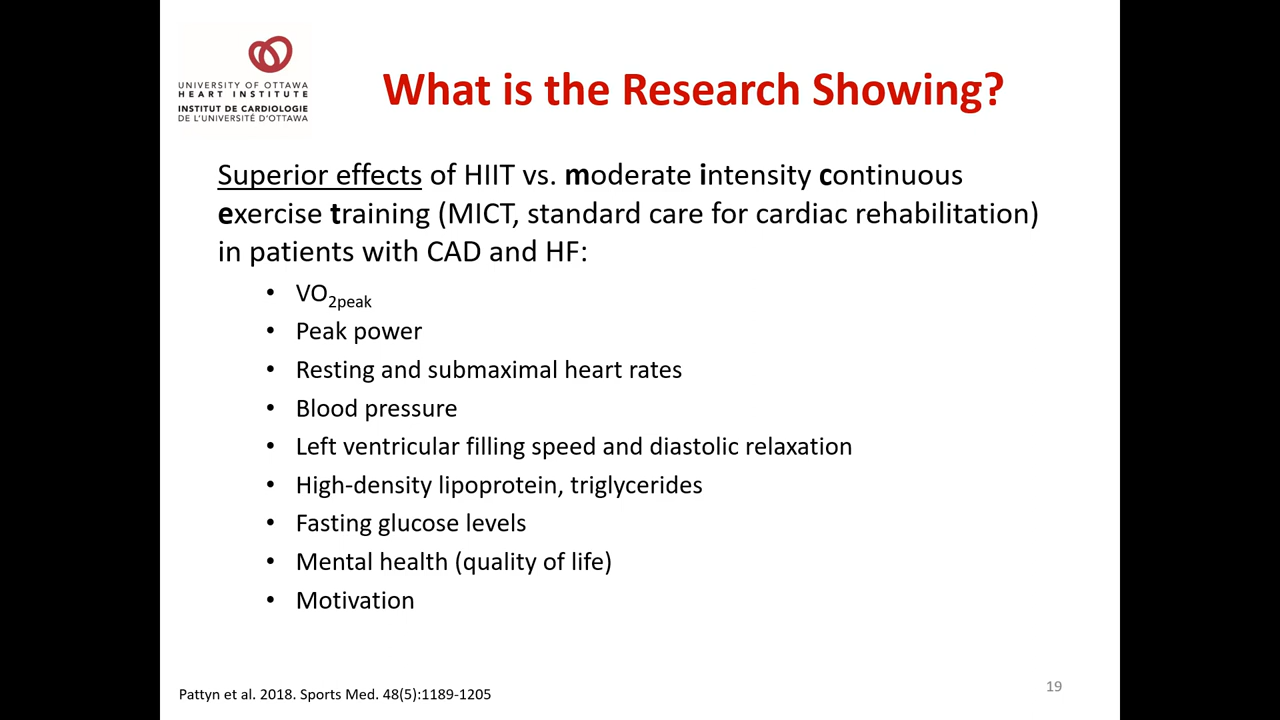 UNIVERSITY OF OTTAWA
HEART INSTITUTE
INSTITUT DE CARDIOLOGIE
DE L'UNIVERSITÉ D'OTTAWA
What is the Research Showing?
Superior effects of HIIT vs. moderate intensity continuous
exercise training (MICT, standard care for cardiac rehabilitation)
in patients with CAD and HF:
• VO2peak
• Peak power
• Resting and submaximal heart rates
• Blood pressure
• Left ventricular filling speed and diastolic relaxation
• High-density lipoprotein, triglycerides
• Fasting glucose levels
• Mental health (quality of life)
• Motivation
Pattyn et al. 2018. Sports Med. 48(5):1189-1205
19